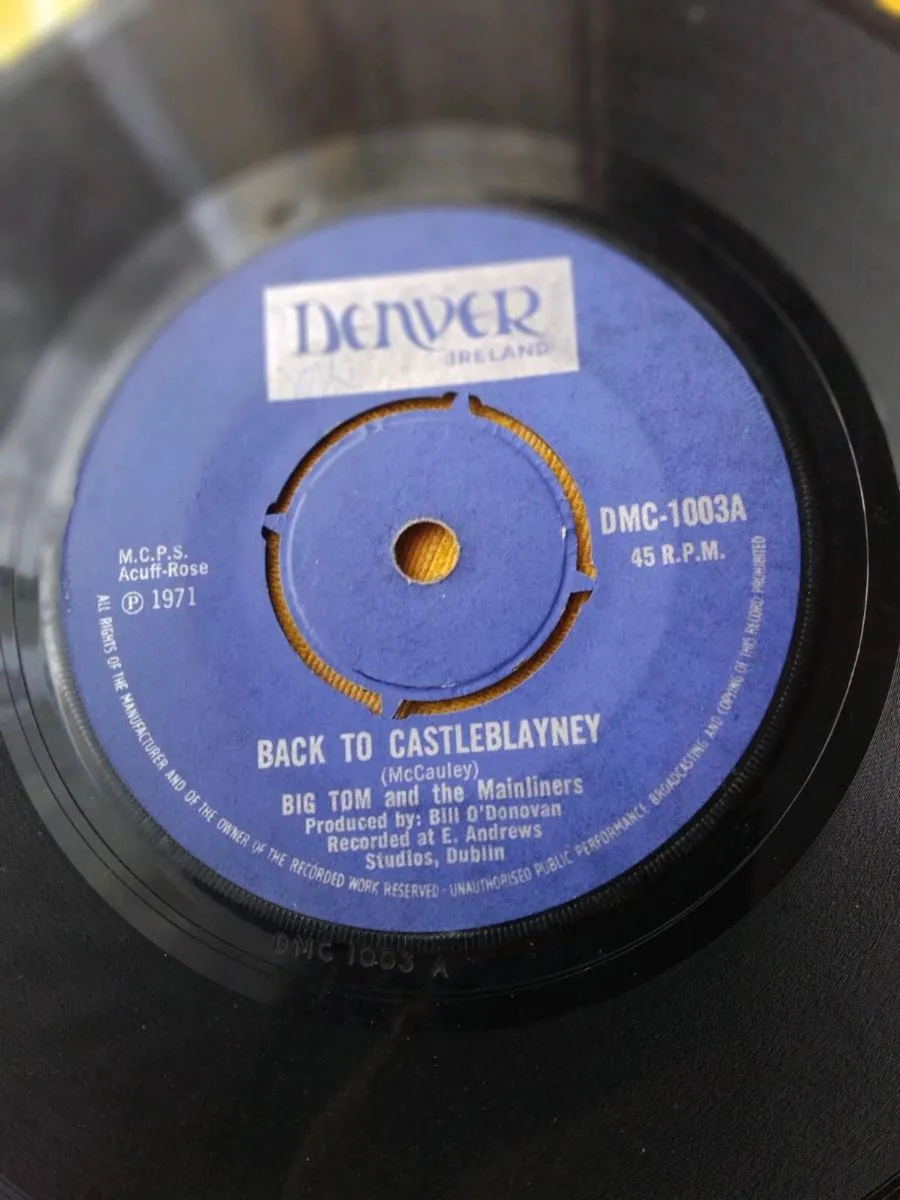 DENVER
IRELAND
DMC-1003A
45 R.P.M.
M.C.P.S.
Acuff-Rose
Ⓟ 1971
BACK TO CASTLEBLAYNEY
(McCauley)
BIG TOM and the Mainliners
Produced by: Bill O'Donovan
Recorded at E. Andrews
Studios, Dublin
ALL RIGHTS OF THE MANUFACTURER AND OF THE OWNER OF THE RECORDED WORK RESERVED · UNAUTHORISED PUBLIC PERFORMANCE BROADCASTING AND COPYING OF THIS RECORD PROHIBITED
DMC 1003 A